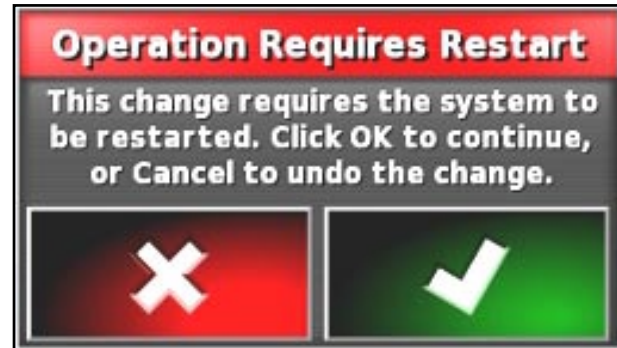 Operation Requires Restart
This change requires the system to
be restarted. Click OK to continue,
or Cancel to undo the change.